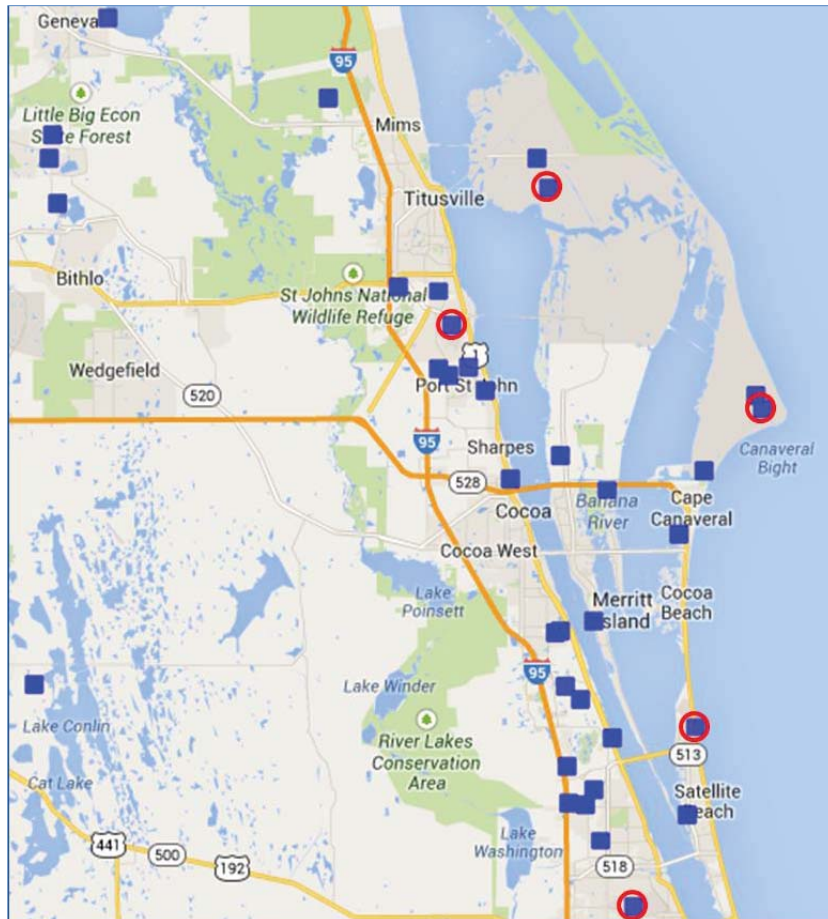 Geneva
95
Little Big Econ
State Forest
Mims
Titusville
Bithlo
St Johns National
Wildlife Refuge
1
Wedgefield
Port St John
520
95
Sharpes
Canaveral
Bight
528
Banana
River
Cape
Canaveral
Cocoa
Cocoa West
Lake
Poinsett
Merritt
Island
Cocoa
Beach
95
Lake Winder
Lake Conlin
River Lakes
Conservation
Area
513
Cat Lake
Satellite
Beach
Lake
Washington
441
500
192
518